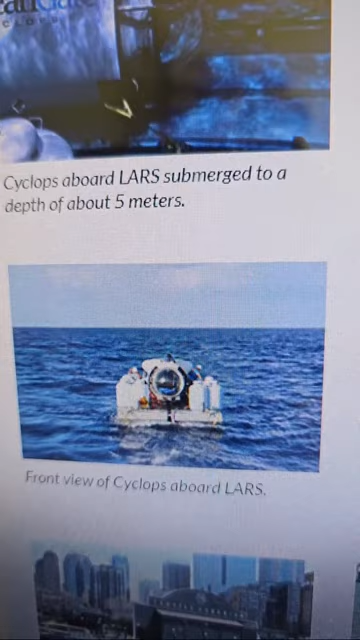 Cyclops aboard LARS submerged to a
depth of about 5 meters.
Front view of Cyclops aboard LARS.